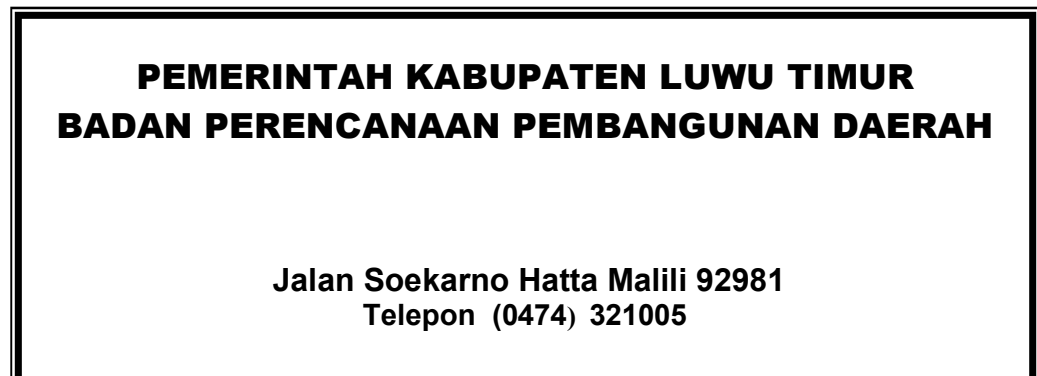 PEMERINTAH KABUPATEN LUWU TIMUR
BADAN PERENCANAAN PEMBANGUNAN DAERAH
Jalan Soekarno Hatta Malili 92981
Telepon (0474) 321005